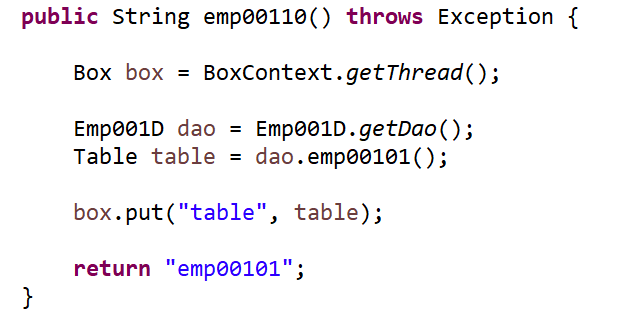 public String emp00110() throws Exception {
Box box = BoxContext.getThread();
Emp001D dao = Emp001D.getDao();
Table table = dao.emp00101();
box.put("table", table);
return "emp00101";
}